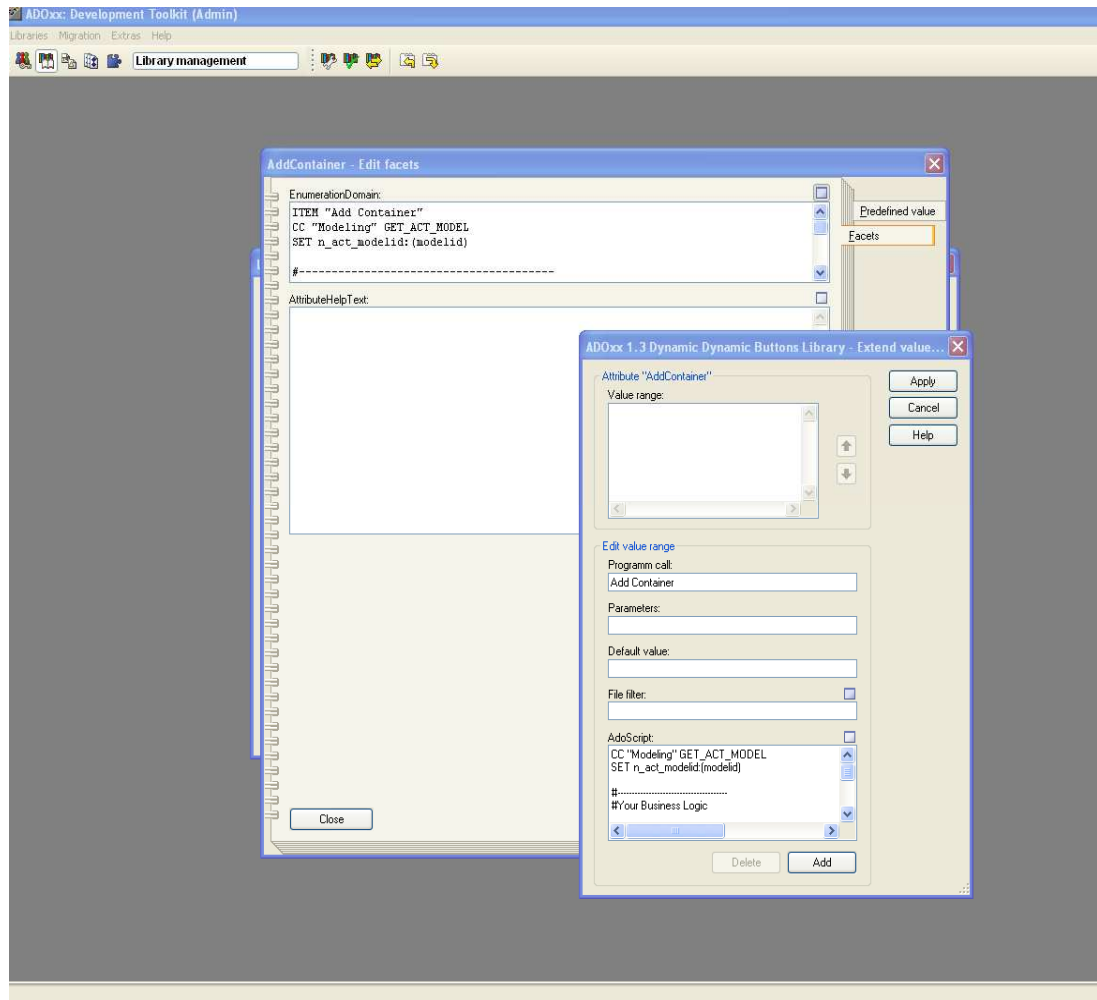 ADOxx: Development Toolkit (Admin)
Libraries Migration Extras Help
Library management
AddContainer - Edit facets
EnumerationDomain:
ITEM "Add Container"
CC "Modeling" GET_ACT_MODEL
SET n_act_modelid:(modelid)
#---------------------------------------
Predefined value
Facets
AttributeHelpText:
ADOxx 1.3 Dynamic Dynamic Buttons Library - Extend value...
Attribute "AddContainer"
Value range:
Apply
Cancel
Help
Edit value range
Programm call:
Add Container
Parameters:
Default value:
File filter:
AdoScript:
CC "Modeling" GET_ACT_MODEL
SET n_act_modelid:(modelid)
#---------------------------------------
#Your Business Logic
Delete Add
Close